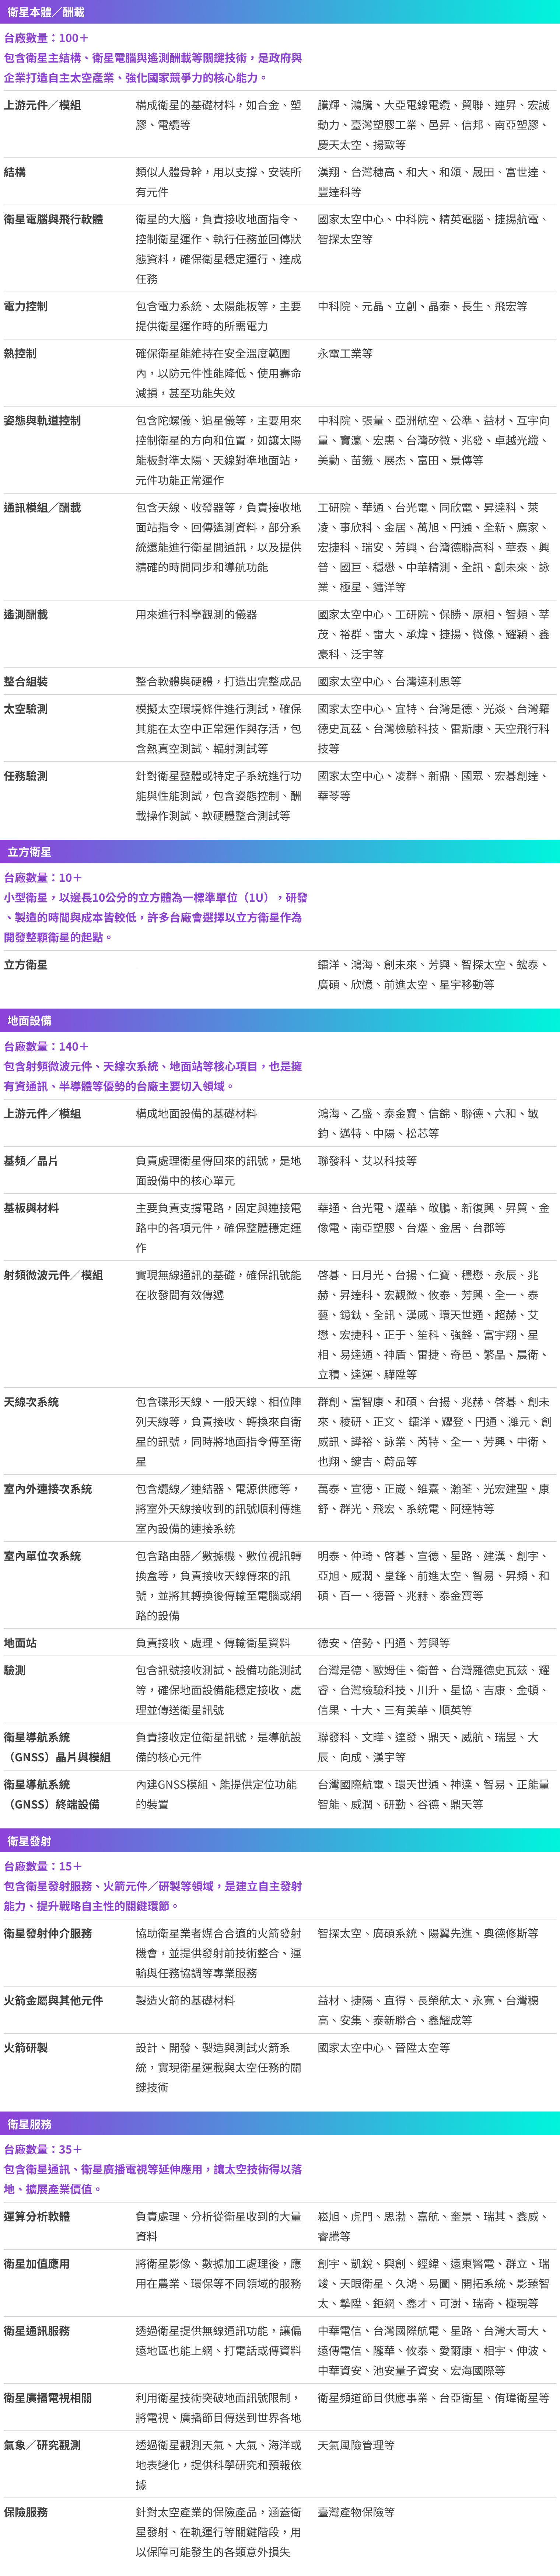 衛星本體／酬載
台廠數量：100＋
包含衛星主結構、衛星電腦與遙測酬載等關鍵技術，是政府與
企業打造自主太空產業、強化國家競爭力的核心能力。
上游元件／模組
構成衛星的基礎材料，如合金、塑
膠、電纜等
騰輝、鴻騰、大亞電線電纜、貿聯、連昇、宏誠
動力、臺灣塑膠工業、邑昇、信邦、南亞塑膠、
慶天太空、揚歐等
結構
類似人體骨幹，用以支撐、安裝所
有元件
漢翔、台灣穗高、和大、和頌、晟田、富世達、
豐達科等
衛星電腦與飛行軟體
衛星的大腦，負責接收地面指令、
控制衛星運作、執行任務並回傳狀
態資料，確保衛星穩定運行、達成
任務
國家太空中心、中科院、精英電腦、捷揚航電、
智探太空等
電力控制
包含電力系統、太陽能板等，主要
提供衛星運作時的所需電力
中科院、元晶、立創、晶泰、長生、飛宏等
熱控制
確保衛星能維持在安全溫度範圍
內，以防元件性能降低、使用壽命
減損，甚至功能失效
永電工業等
姿態與軌道控制
包含陀螺儀、追星儀等，主要用來
控制衛星的方向和位置，如讓太陽
能板對準太陽、天線對準地面站，
元件功能正常運作
中科院、張量、亞洲航空、公準、益材、互宇向
量、寶瀛、宏惠、台灣矽微、兆發、卓越光纖、
美勳、苗鐵、展杰、富田、景傳等
通訊模組／酬載
包含天線、收發器等，負責接收地
面站指令、回傳遙測資料，部分系
統還能進行衛星間通訊，以及提供
精確的時間同步和導航功能
工研院、華通、台光電、同欣電、昇達科、萊
凌、事欣科、金居、萬旭、円通、全新、鷹家、
宏捷科、瑞安、芳興、台灣德聯高科、華泰、興
普、國巨、穩懋、中華精測、全訊、創未來、詠
業、極星、鐳洋等
遙測酬載
用來進行科學觀測的儀器
國家太空中心、工研院、保勝、原相、智頻、莘
茂、裕群、雷大、承煒、捷揚、微像、耀穎、鑫
豪科、泛宇等
整合組裝
整合軟體與硬體，打造出完整成品
國家太空中心、台灣達利思等
太空驗測
模擬太空環境條件進行測試，確保
其能在太空中正常運作與存活，包
含熱真空測試、輻射測試等
國家太空中心、宜特、台灣是德、光焱、台灣羅
德史瓦茲、台灣檢驗科技、雷斯康、天空飛行科
技等
任務驗測
針對衛星整體或特定子系統進行功
能與性能測試，包含姿態控制、酬
載操作測試、軟硬體整合測試等
國家太空中心、凌群、新鼎、國眾、宏碁創達、
華苓等
立方衛星
台廠數量：10＋
小型衛星，以邊長10公分的立方體為一標準單位（1U），研發
、製造的時間與成本皆較低，許多台廠會選擇以立方衛星作為
開發整顆衛星的起點。
立方衛星
鐳洋、鴻海、創未來、芳興、智探太空、鋐泰、
廣碩、欣憶、前進太空、星宇移動等
地面設備
台廠數量：140＋
包含射頻微波元件、天線次系統、地面站等核心項目，也是擁
有資通訊、半導體等優勢的台廠主要切入領域。
上游元件／模組
構成地面設備的基礎材料
鴻海、乙盛、泰金寶、信錦、聯德、六和、敏
鈞、邁特、中陽、松芯等
基頻／晶片
負責處理衛星傳回來的訊號，是地
面設備中的核心單元
聯發科、艾以科技等
基板與材料
主要負責支撐電路，固定與連接電
路中的各項元件，確保整體穩定運
作
華通、台光電、燿華、敬鵬、新復興、昇貿、金
像電、南亞塑膠、台燿、金居、台郡等
射頻微波元件／模組
實現無線通訊的基礎，確保訊號能
在收發間有效傳遞
啓碁、日月光、台揚、仁寶、穩懋、永辰、兆
赫、昇達科、宏觀微、攸泰、芳興、全一、泰
藝、鐿鈦、全訊、漢威、環天世通、超赫、艾
懋、宏捷科、正于、笙科、強鋒、富宇翔、星
相、易達通、神盾、雷捷、奇邑、繁晶、晨衛、
立積、達運、驊陞等
天線次系統
包含碟形天線、一般天線、相位陣
列天線等，負責接收、轉換來自衛
星的訊號，同時將地面指令傳至衛
星
群創、富智康、和碩、台揚、兆赫、啓碁、創未
來、稜研、正文、 鐳洋、耀登、円通、濰元、創
威訊、譁裕、詠業、芮特、全一、芳興、中衛、
也翔、鍵吉、蔚品等
室內外連接次系統
包含纜線／連結器、電源供應等，
將室外天線接收到的訊號順利傳進
室內設備的連接系統
萬泰、宣德、正崴、維熹、瀚荃、光宏建聖、康
舒、群光、飛宏、系統電、阿達特等
室內單位次系統
包含路由器／數據機、數位視訊轉
換盒等，負責接收天線傳來的訊
號，並將其轉換後傳輸至電腦或網
路的設備
明泰、仲琦、啓碁、宣德、星路、建漢、創宇、
亞旭、威潤、皇鋒、前進太空、智易、昇頻、和
碩、百一、德晉、兆赫、泰金寶等
地面站
負責接收、處理、傳輸衛星資料
德安、倍勢、円通、芳興等
驗測
包含訊號接收測試、設備功能測試
等，確保地面設備能穩定接收、處
理並傳送衛星訊號
台灣是德、歐姆佳、衛普、台灣羅德史瓦茲、耀
睿、台灣檢驗科技、川升、星協、吉康、金頓、
信果、十大、三有美華、順英等
衛星導航系統
（GNSS）晶片與模組
負責接收定位衛星訊號，是導航設
備的核心元件
聯發科、文曄、達發、鼎天、威航、瑞昱、大
辰、向成、漢宇等
衛星導航系統
（GNSS）終端設備
內建GNSS模組、能提供定位功能
的裝置
台灣國際航電、環天世通、神達、智易、正能量
智能、威潤、研勤、谷德、鼎天等
衛星發射
台廠數量：15＋
包含衛星發射服務、火箭元件／研製等領域，是建立自主發射
能力、提升戰略自主性的關鍵環節。
衛星發射仲介服務
協助衛星業者媒合合適的火箭發射
機會，並提供發射前技術整合、運
輸與任務協調等專業服務
智探太空、廣碩系統、陽翼先進、奧德修斯等
火箭金屬與其他元件
製造火箭的基礎材料
益材、捷陽、直得、長榮航太、永寬、台灣穗
高、安集、泰新聯合、鑫耀成等
火箭研製
設計、開發、製造與測試火箭系
統，實現衛星運載與太空任務的關
鍵技術
國家太空中心、晉陞太空等
衛星服務
台廠數量：35＋
包含衛星通訊、衛星廣播電視等延伸應用，讓太空技術得以落
地、擴展產業價值。
運算分析軟體
負責處理、分析從衛星收到的大量
資料
崧旭、虎門、思渤、嘉航、奎景、瑞其、鑫威、
睿騰等
衛星加值應用
將衛星影像、數據加工處理後，應
用在農業、環保等不同領域的服務
創宇、凱銳、興創、經緯、遠東醫電、群立、瑞
竣、天眼衛星、久鴻、易圖、開拓系統、影臻智
太、摯陞、鉅網、鑫才、可澍、瑞奇、極現等
衛星通訊服務
透過衛星提供無線通訊功能，讓偏
遠地區也能上網、打電話或傳資料
中華電信、台灣國際航電、星路、台灣大哥大、
遠傳電信、隴華、攸泰、愛爾康、相宇、伸波、
中華資安、池安量子資安、宏海國際等
衛星廣播電視相關
利用衛星技術突破地面訊號限制，
將電視、廣播節目傳送到世界各地
衛星頻道節目供應事業、台亞衛星、侑瑋衛星等
氣象／研究觀測
透過衛星觀測天氣、大氣、海洋或
地表變化，提供科學研究和預報依
據
天氣風險管理等
保險服務
針對太空產業的保險產品，涵蓋衛
星發射、在軌運行等關鍵階段，用
以保障可能發生的各類意外損失
臺灣產物保險等